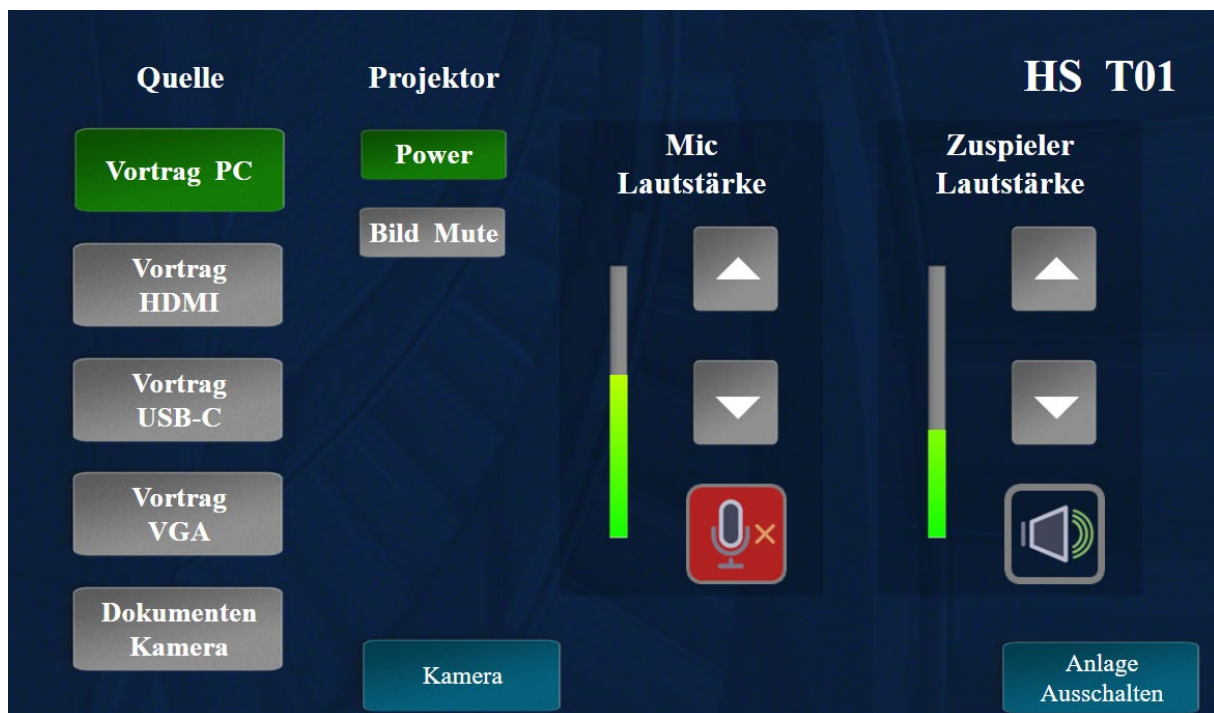 Quelle
Projektor
HS T01
Vortrag PC
Power
Mic
Lautstärke
Zuspieler
Lautstärke
Bild Mute
Vortrag
HDMI
Vortrag
USB-C
Vortrag
VGA
Dokumenten
Kamera
Kamera
Anlage
Ausschalten